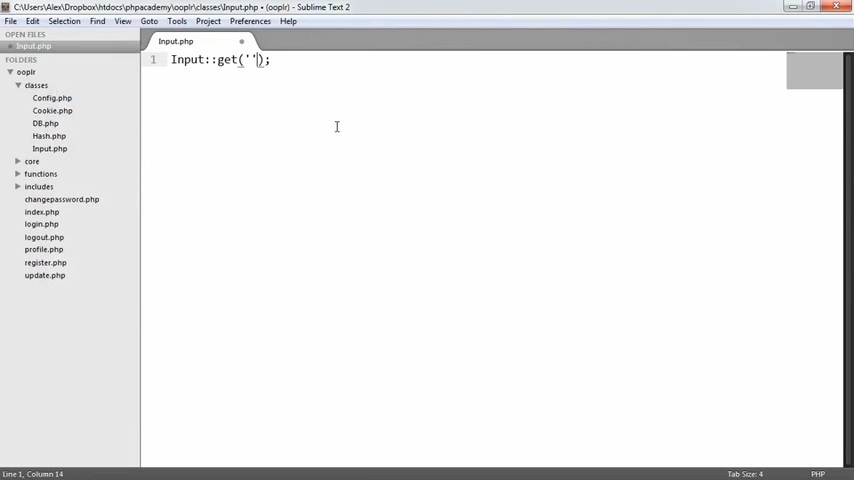 C:\Users\Alex\Dropbox\htdocs\phpacademy\ooplr\classes\Input.php • (ooplr) - Sublime Text 2
File Edit Selection Find View Goto Tools Project Preferences Help
OPEN FILES
Input.php
FOLDERS
ooplr
classes
Config.php
Cookie.php
DB.php
Hash.php
Input.php
core
functions
includes
changepassword.php
index.php
login.php
logout.php
profile.php
register.php
update.php
Input.php
1 Input::get('');
Line 1, Column 14
Tab Size: 4
PHP